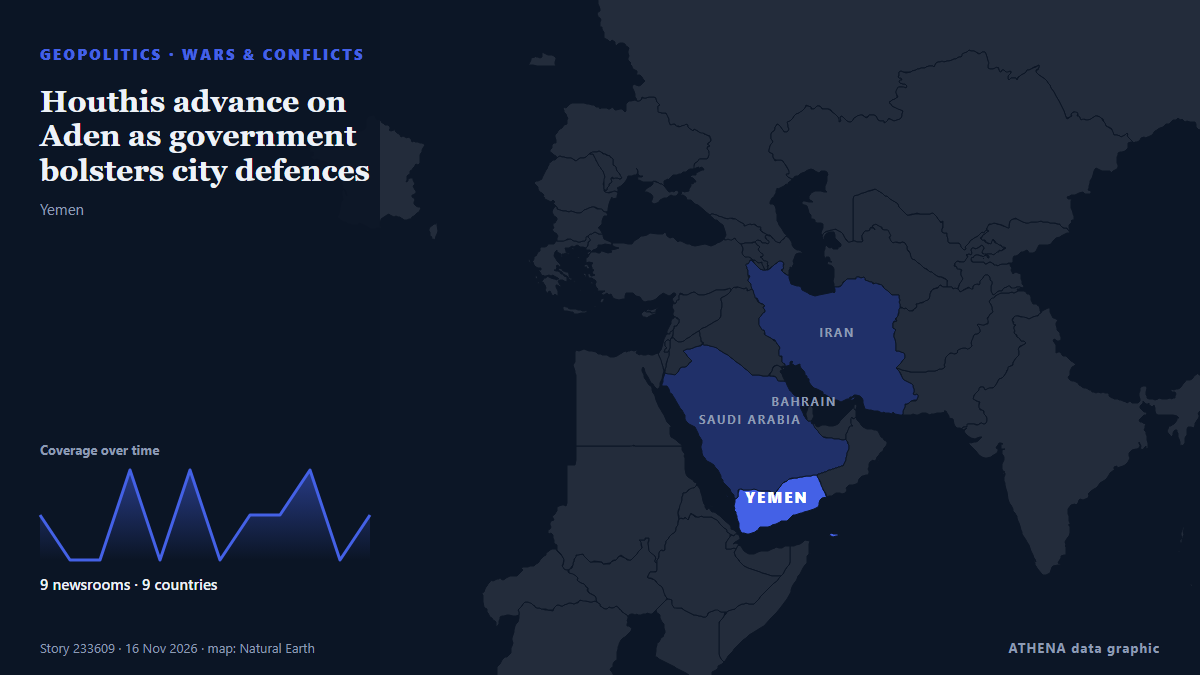 GEOPOLITICS · WARS & CONFLICTS
Houthis advance on
Aden as government
bolsters city defences
Yemen
IRAN
BAHRAIN
SAUDI ARABIA
YEMEN
Coverage over time
9 newsrooms · 9 countries
Story 233609 · 16 Nov 2026 · map: Natural Earth
ATHENA data graphic